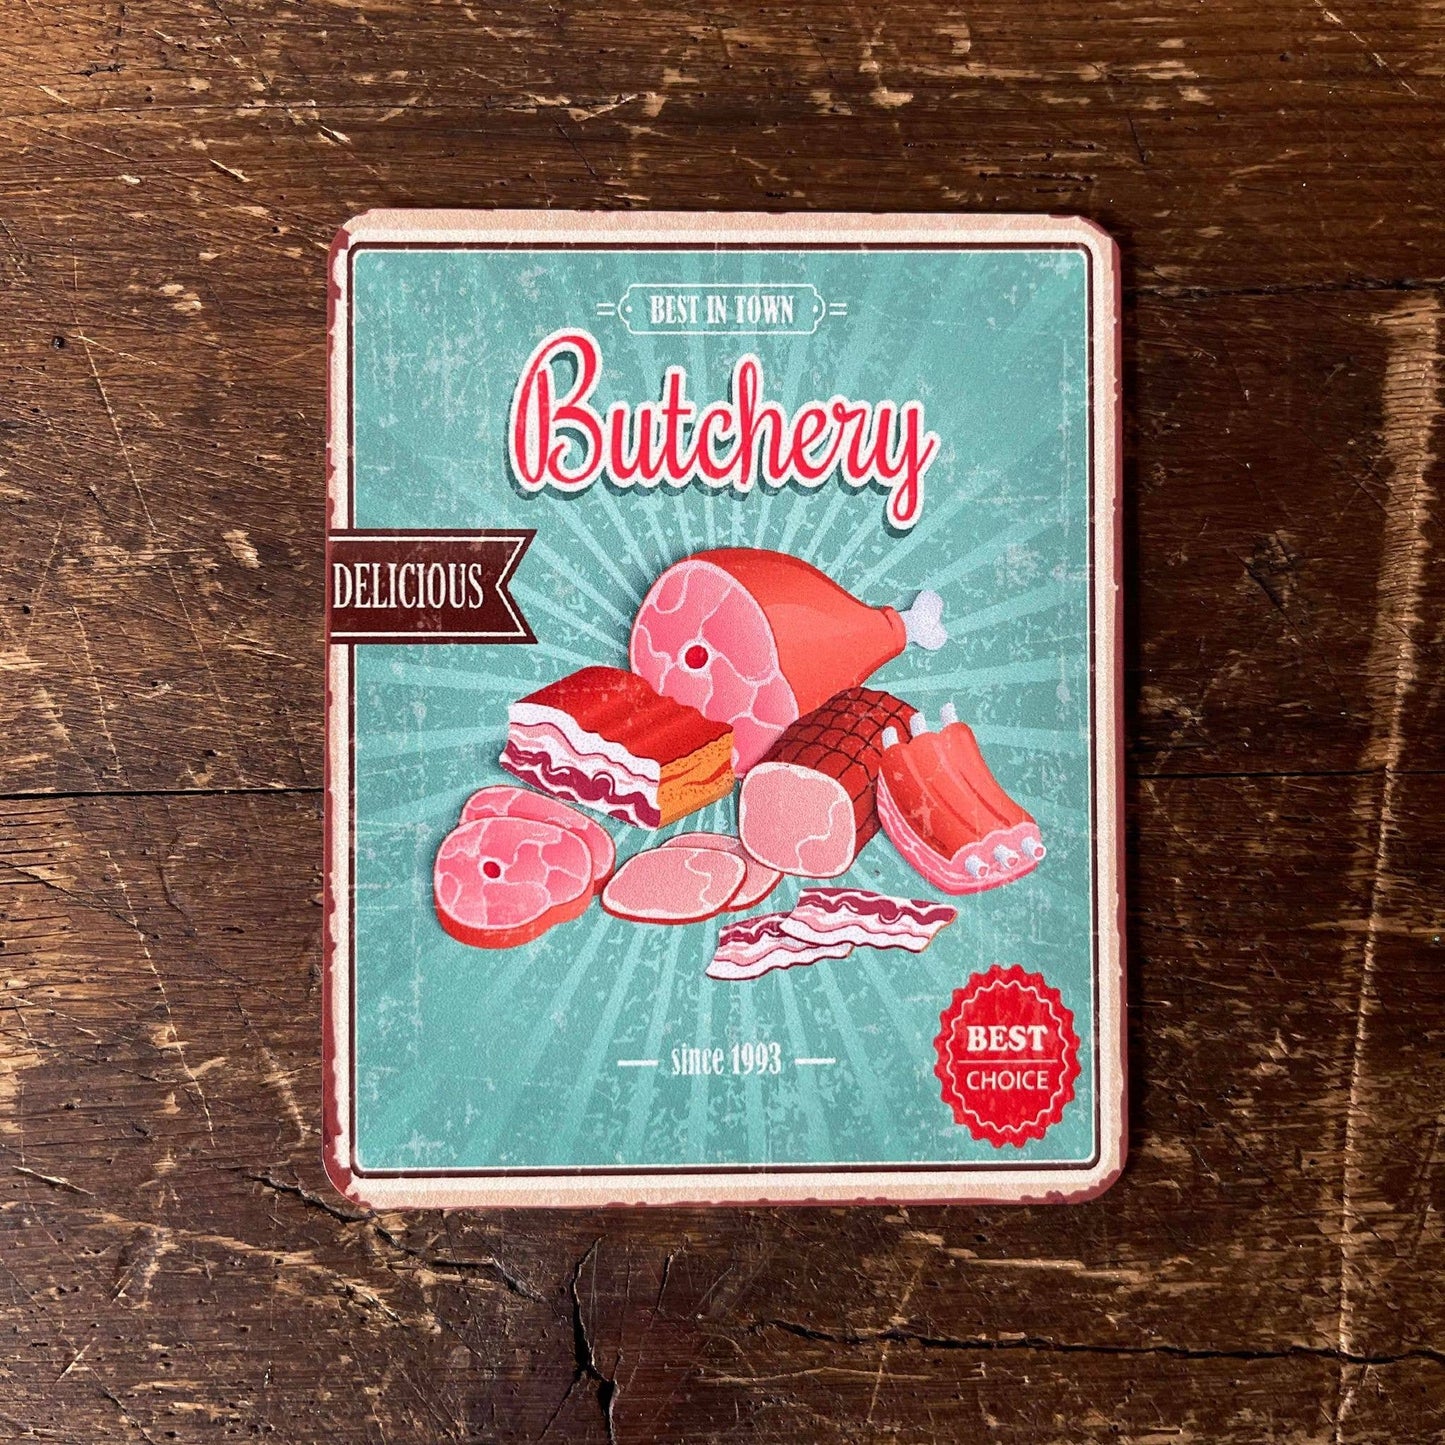 BEST IN TOWN
Butchery
DELICIOUS
since 1993
BEST
CHOICE